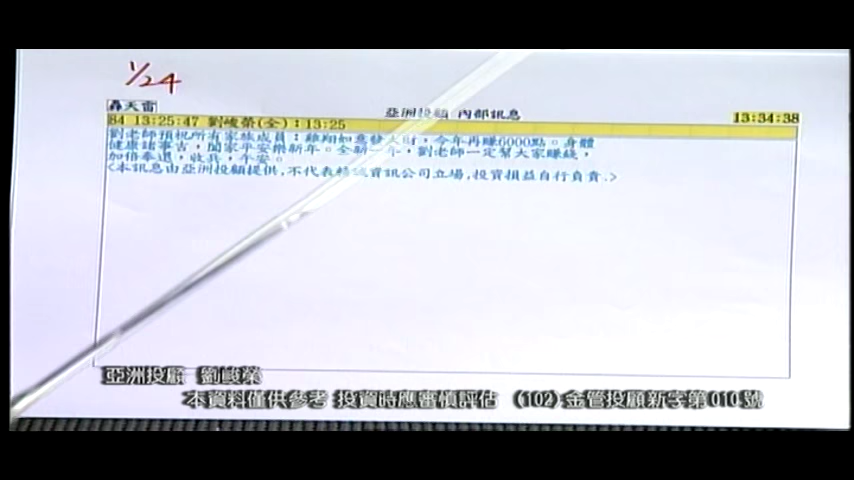 1/24
轟天雷
亞洲投顧 內部訊息
13:34:38
84 13:25:47 劉峻榮(全):13:25
劉老師預祝所有家族成員:雞翔如意發大財,今年再賺6000點。身體
健康諸事吉,闔家平安樂新年。全新一年,劉老師一定幫大家賺錢,
加倍奉還,收兵,午安。
<本訊息由亞洲投顧提供,不代表資訊公司立場,投資損益自行負責.>
亞洲投顧 劉峻榮
本資料僅供參考 投資時應審慎評估 (102)金管投顧新字第010號